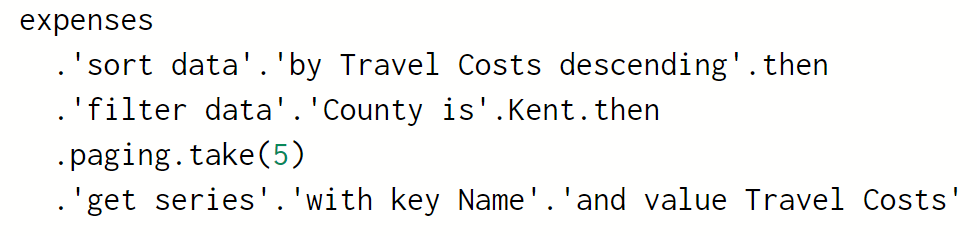 expenses
.'sort data'.'by Travel Costs descending'.then
.'filter data'.'County is'.Kent.then
.paging.take(5)
.'get series'.'with key Name'.'and value Travel Costs'